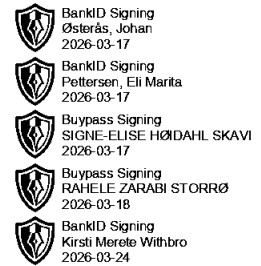 BankID Signing
Østerås, Johan
2026-03-17
BankID Signing
Pettersen, Eli Marita
2026-03-17
Buypass Signing
SIGNE-ELISE HØIDAHL SKAVI
2026-03-17
Buypass Signing
RAHELE ZARABI STORRØ
2026-03-18
BankID Signing
Kirsti Merete Withbro
2026-03-24